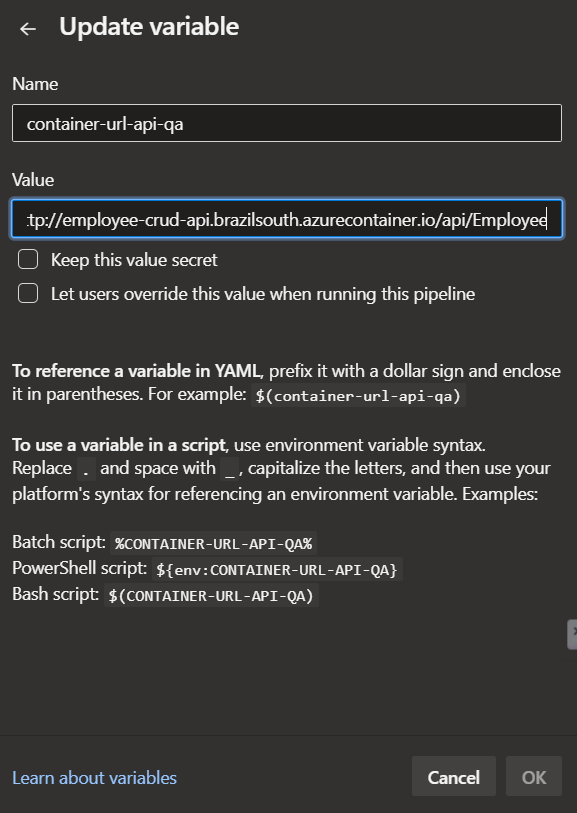 Update variable
Name
container-url-api-qa
Value
tp://employee-crud-api.brazilsouth.azurecontainer.io/api/Employee
Keep this value secret
Let users override this value when running this pipeline
To reference a variable in YAML, prefix it with a dollar sign and enclose
it in parentheses. For example: $(container-url-api-qa)
To use a variable in a script, use environment variable syntax.
Replace . and space with _, capitalize the letters, and then use your
platform's syntax for referencing an environment variable. Examples:
Batch script: %CONTAINER-URL-API-QA%
PowerShell script: ${env:CONTAINER-URL-API-QA}
Bash script: $(CONTAINER-URL-API-QA)
Learn about variables
Cancel
OK